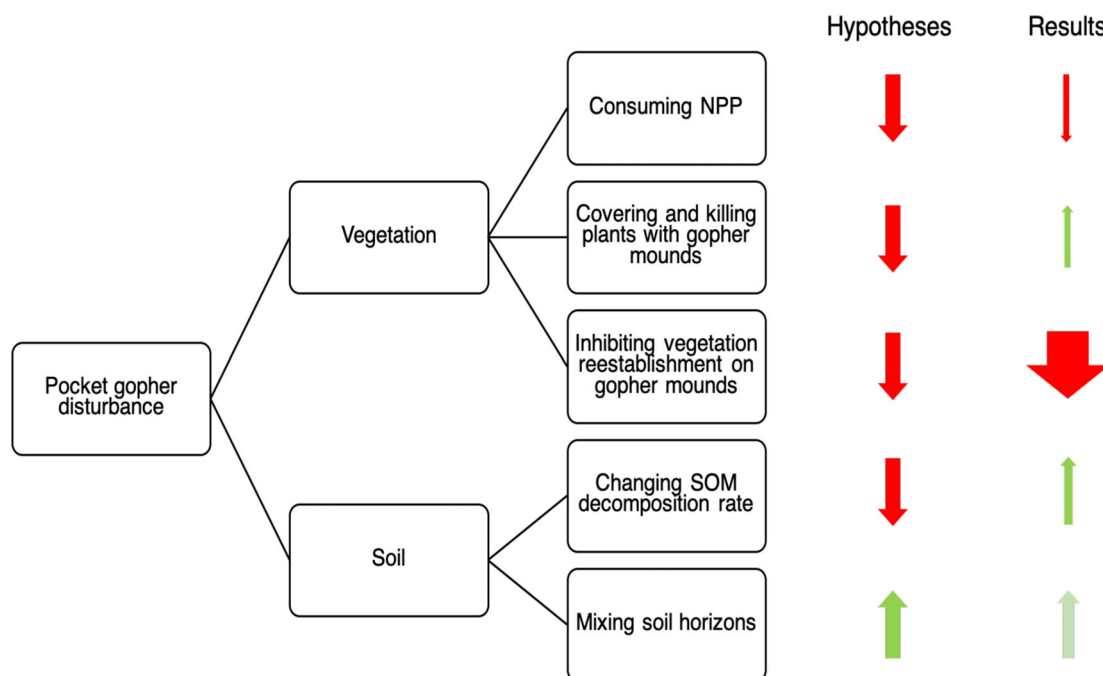 Hypotheses Results
Consuming NPP
Vegetation
Covering and killing
plants with gopher
mounds
Inhibiting vegetation
reestablishment on
gopher mounds
Pocket gopher
disturbance
Changing SOM
decomposition rate
Soil
Mixing soil horizons